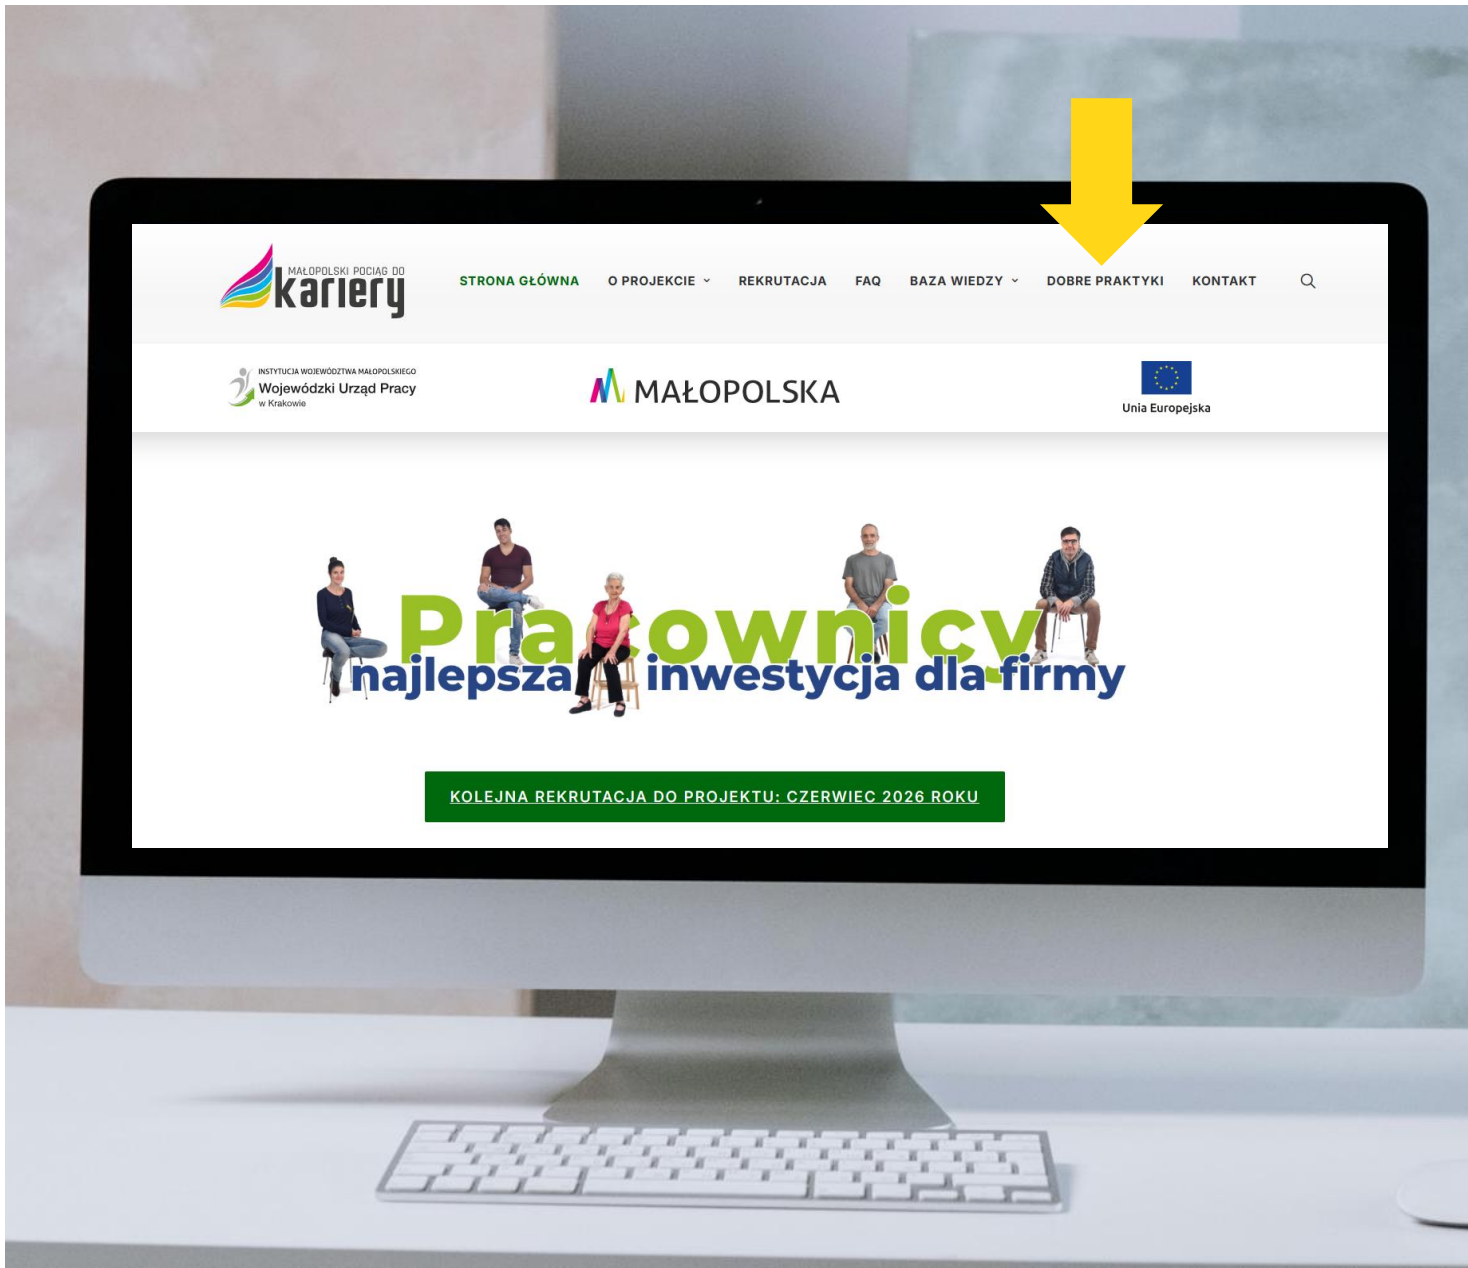 MAŁOPOLSKI POCIĄG DO
kariery
STRONA GŁÓWNA O PROJEKCIE REKRUTACJA FAQ BAZA WIEDZY DOBRE PRAKTYKI KONTAKT
INSTYTUCJA WOJEWÓDZTWA MAŁOPOLSKIEGO
Wojewódzki Urząd Pracy
w Krakowie
MAŁOPOLSKA
Unia Europejska
Pracownicy
najlepsza inwestycja dla firmy
KOLEJNA REKRUTACJA DO PROJEKTU: CZERWIEC 2026 ROKU